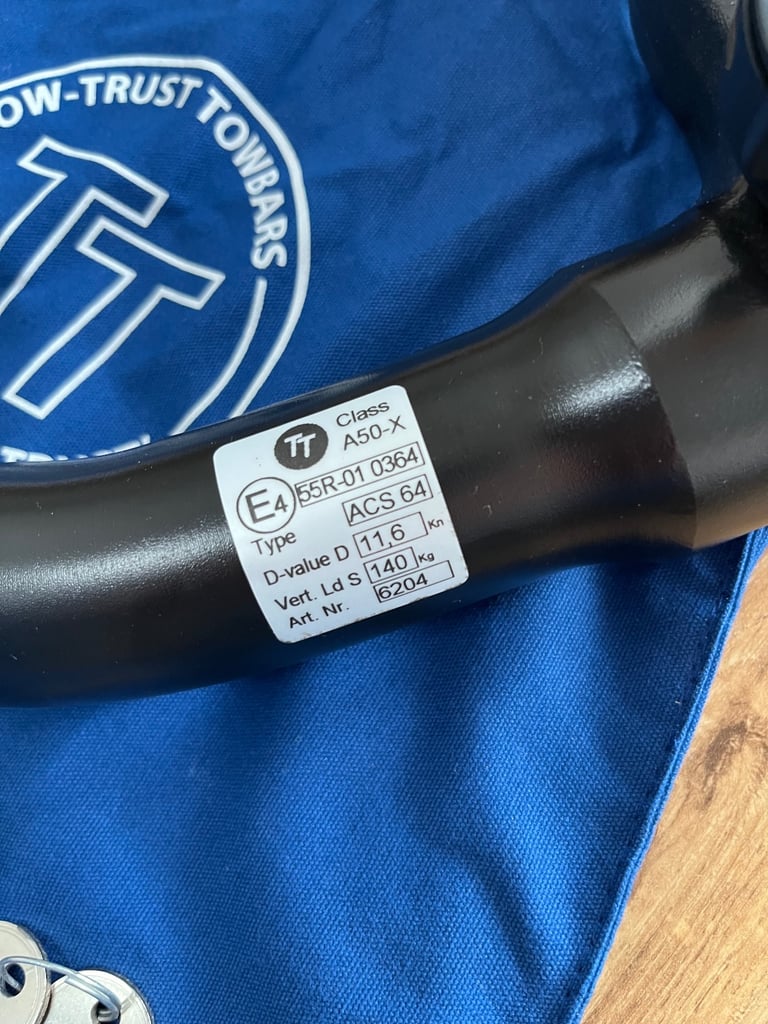 OW-TRUST TOWBARS
TT
TT
Class
A50-X
E4
55R-01 0364
Type
ACS 64
D-value D
11,6
Kn
Vert. Ld S
140
Kg
Art. Nr.
6204